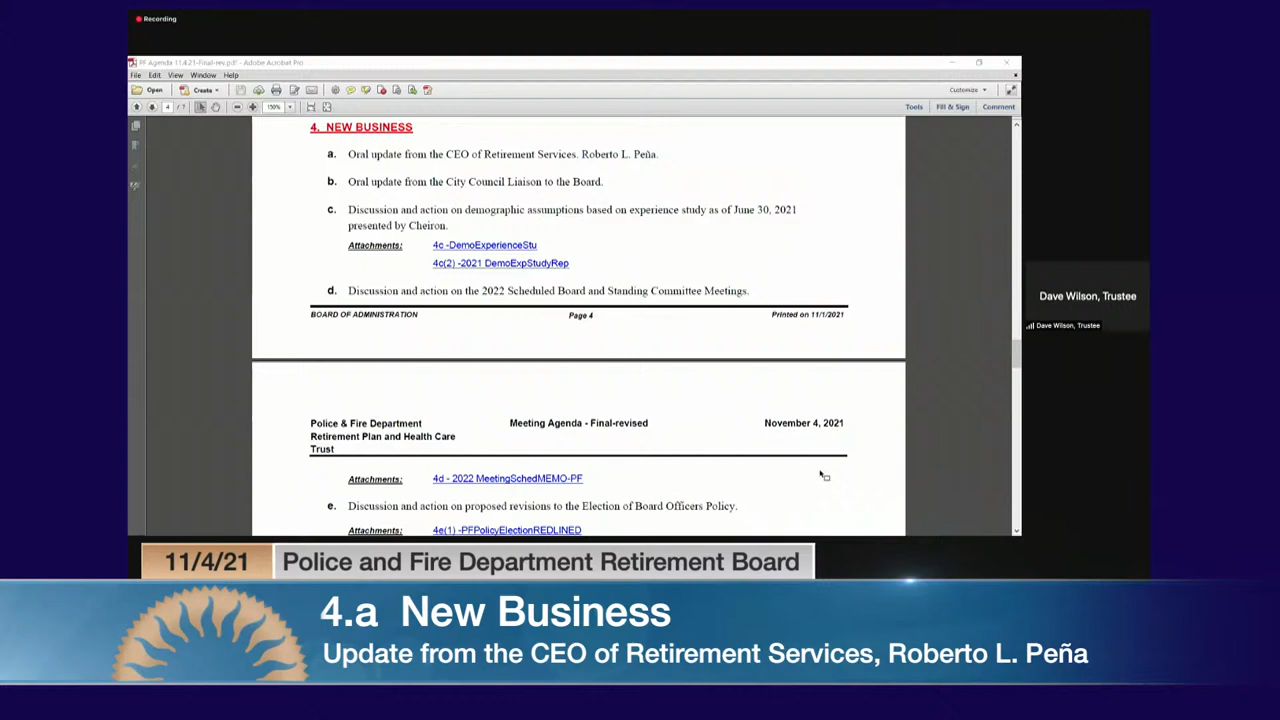 Recording
PF Agenda 11.4.21-Final-rev.pdf - Adobe Acrobat Pro
File Edit View Window Help
Open Create Customize
4 / 7 150% Tools Fill & Sign Comment
4. NEW BUSINESS
a. Oral update from the CEO of Retirement Services. Roberto L. Peña.
b. Oral update from the City Council Liaison to the Board.
c. Discussion and action on demographic assumptions based on experience study as of June 30, 2021
presented by Cheiron.
Attachments: 4c -DemoExperienceStu
4c(2) -2021 DemoExpStudyRep
d. Discussion and action on the 2022 Scheduled Board and Standing Committee Meetings.
BOARD OF ADMINISTRATION Page 4 Printed on 11/1/2021
Dave Wilson, Trustee
Dave Wilson, Trustee
Police & Fire Department Meeting Agenda - Final-revised November 4, 2021
Retirement Plan and Health Care
Trust
Attachments: 4d - 2022 MeetingSchedMEMO-PF
e. Discussion and action on proposed revisions to the Election of Board Officers Policy.
Attachments: 4e(1) -PFPolicyElectionREDLINED
11/4/21 Police and Fire Department Retirement Board
4.a New Business
Update from the CEO of Retirement Services, Roberto L. Peña